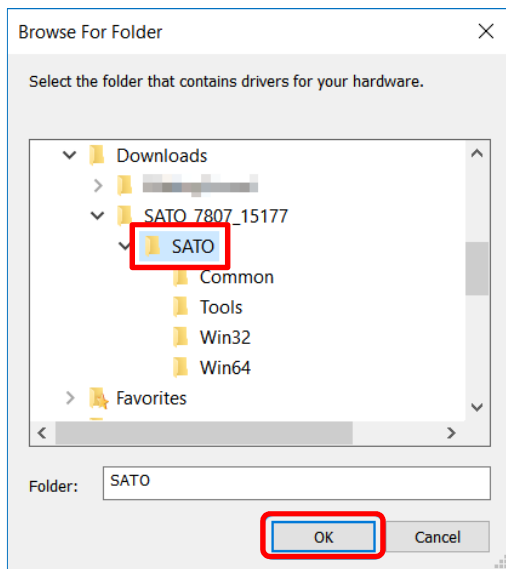 Browse For Folder
Select the folder that contains drivers for your hardware.
Downloads
SATO_7807_15177
SATO
Common
Tools
Win32
Win64
Favorites
Folder: SATO
OK Cancel